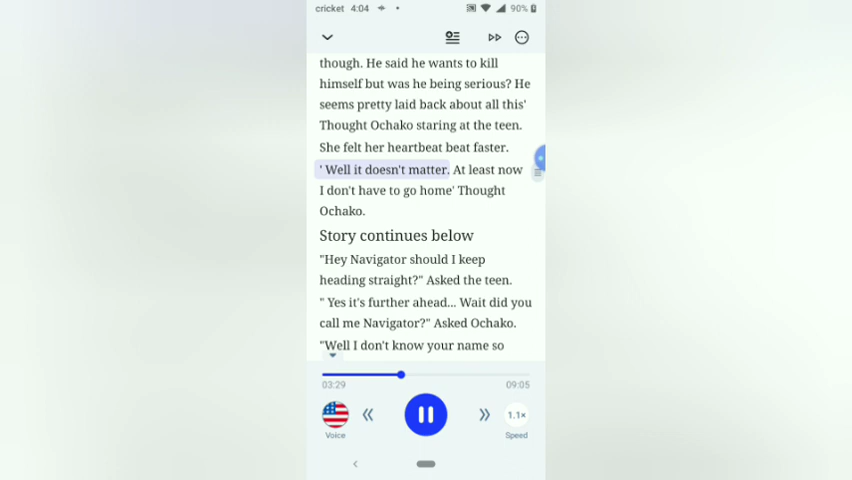 cricket 4:04
90%
though. He said he wants to kill
himself but was he being serious? He
seems pretty laid back about all this'
Thought Ochako staring at the teen.
She felt her heartbeat beat faster.
' Well it doesn't matter. At least now
I don't have to go home' Thought
Ochako.
Story continues below
"Hey Navigator should I keep
heading straight?" Asked the teen.
" Yes it's further ahead... Wait did you
call me Navigator?" Asked Ochako.
"Well I don't know your name so
03:29
09:05
1.1×
Voice
Speed